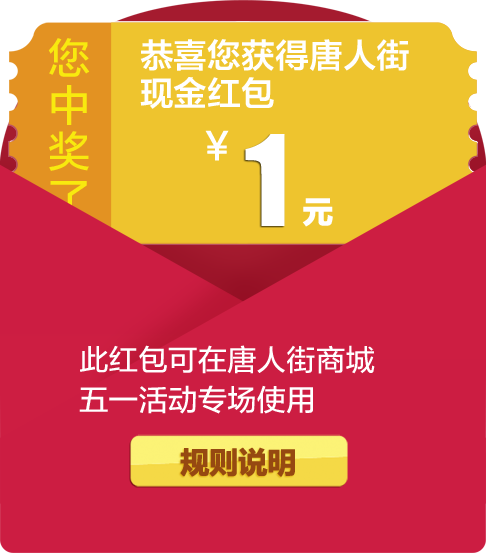 您中奖了
恭喜您获得唐人街
现金红包
￥1元
此红包可在唐人街商城
五一活动专场使用
规则说明